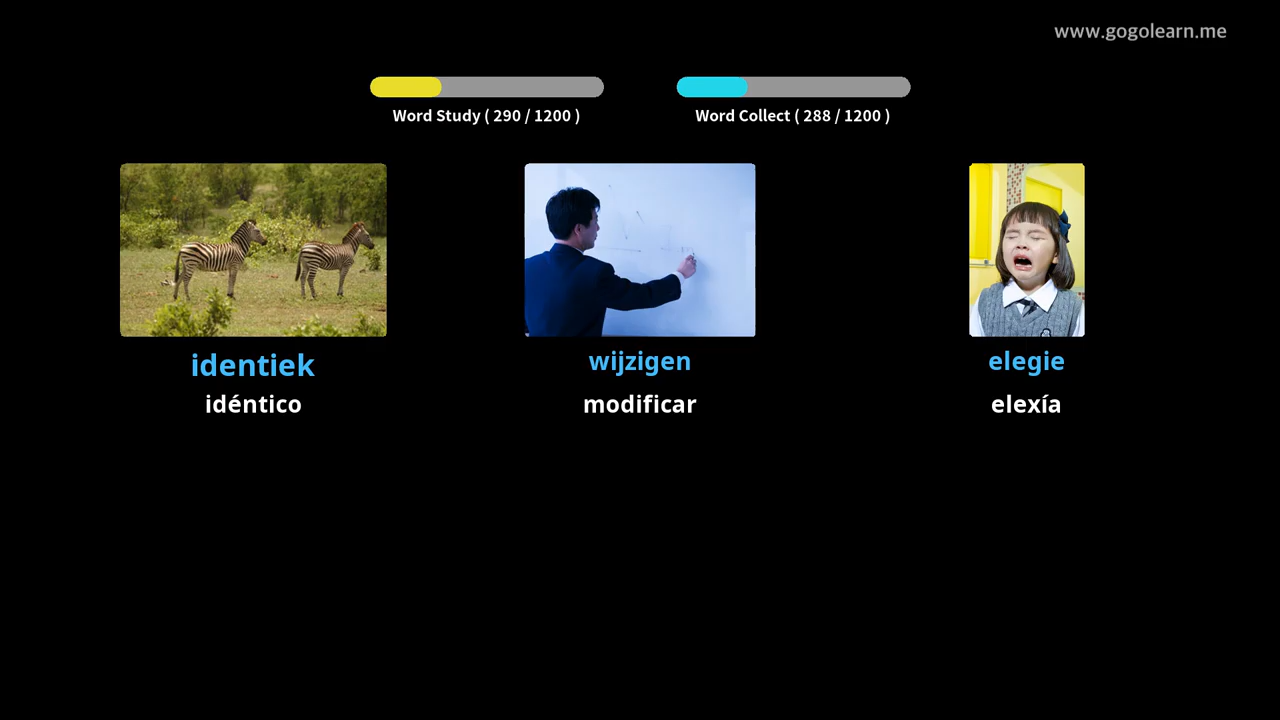 www.gogolearn.me
Word Study ( 290 / 1200 )
Word Collect ( 288 / 1200 )
identiek
wijzigen
elegie
idéntico
modificar
elexía